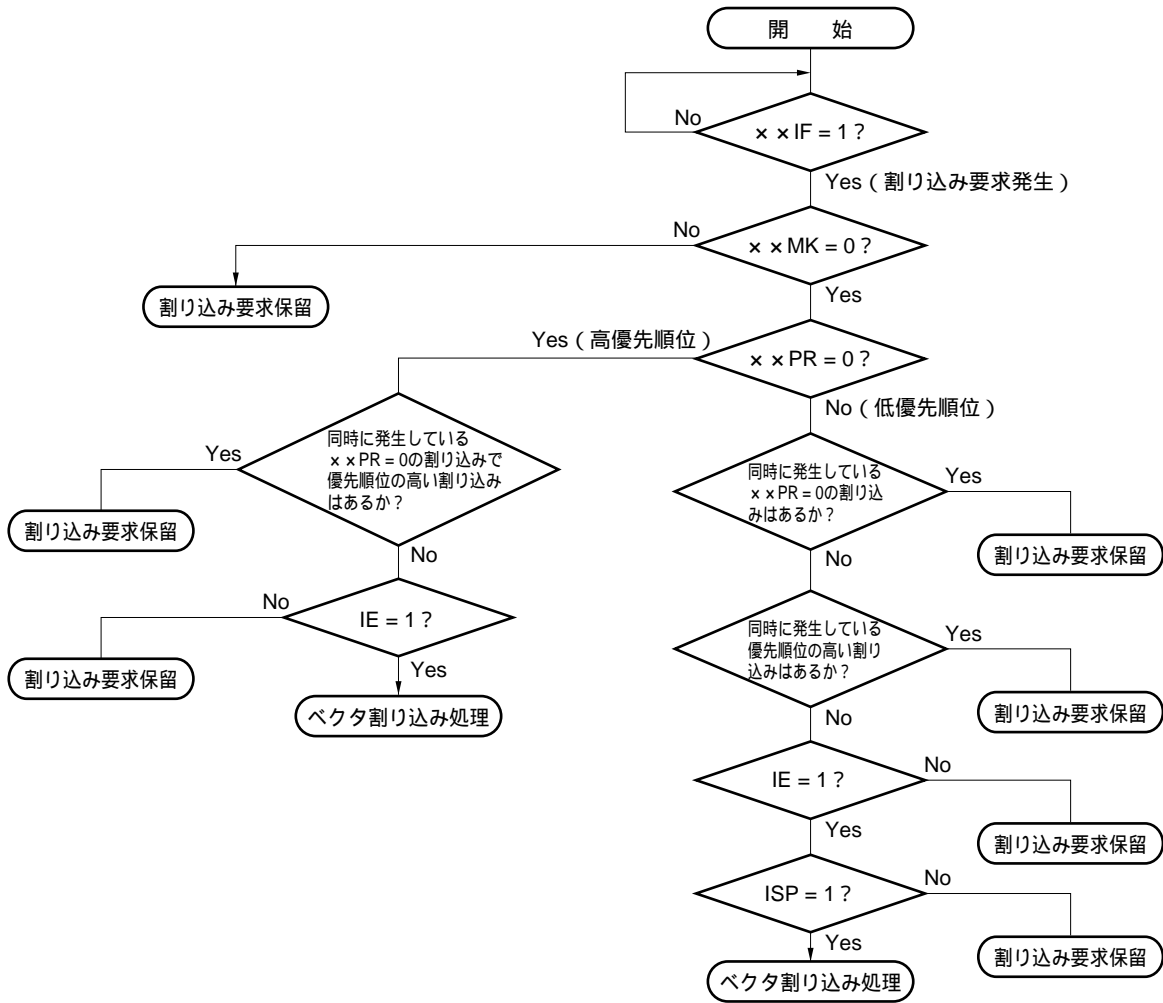 開 始
No
××IF = 1？
Yes（割り込み要求発生）
No
××MK = 0？
割り込み要求保留
Yes
Yes（高優先順位）
××PR = 0？
No（低優先順位）
同時に発生している
××PR = 0の割り込みで
優先順位の高い割り込み
はあるか？
Yes
割り込み要求保留
No
同時に発生している
××PR = 0の割り込
みはあるか？
Yes
割り込み要求保留
No
IE = 1？
No
割り込み要求保留
Yes
ベクタ割り込み処理
同時に発生している
優先順位の高い割り
込みはあるか？
Yes
割り込み要求保留
No
IE = 1？
No
割り込み要求保留
Yes
ISP = 1？
No
割り込み要求保留
Yes
ベクタ割り込み処理